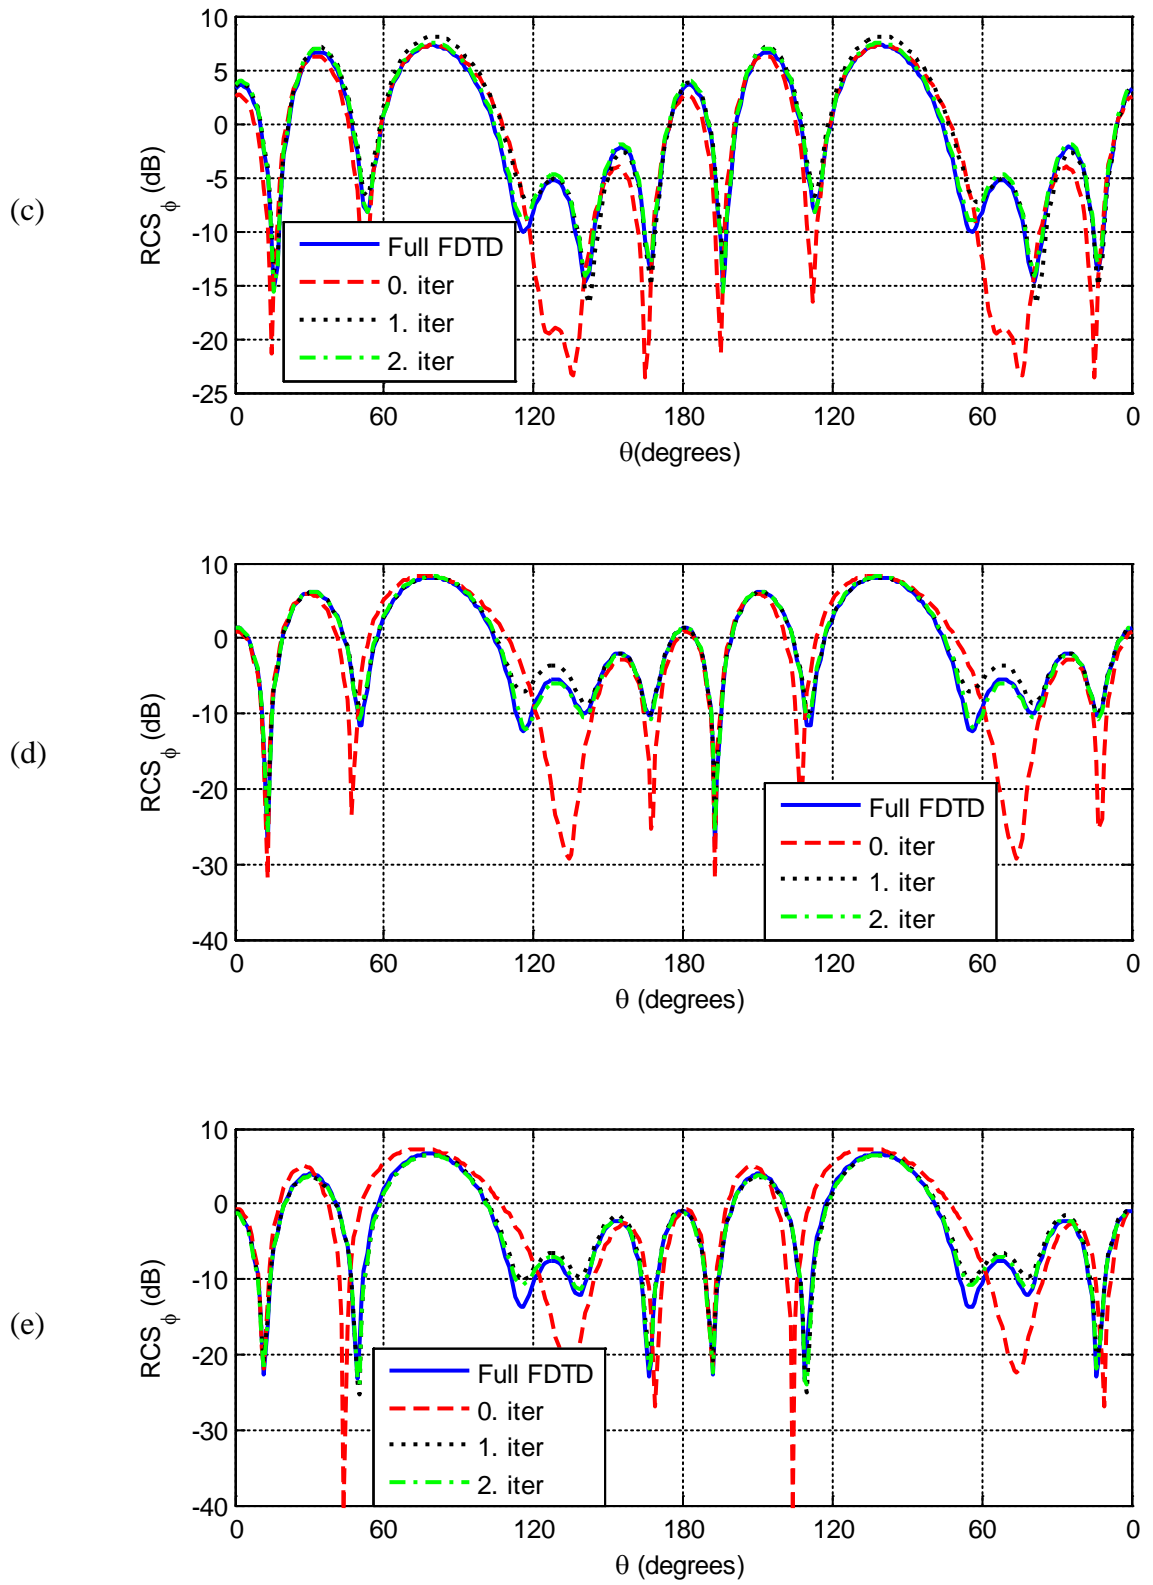 (c)
10
5
0
-5
-10
-15
-20
-25
RCS_ϕ (dB)
Full FDTD
0. iter
1. iter
2. iter
0 60 120 180 120 60 0
θ(degrees)
(d)
10
0
-10
-20
-30
-40
RCS_ϕ (dB)
Full FDTD
0. iter
1. iter
2. iter
0 60 120 180 120 60 0
θ (degrees)
(e)
10
0
-10
-20
-30
-40
RCS_ϕ (dB)
Full FDTD
0. iter
1. iter
2. iter
0 60 120 180 120 60 0
θ (degrees)